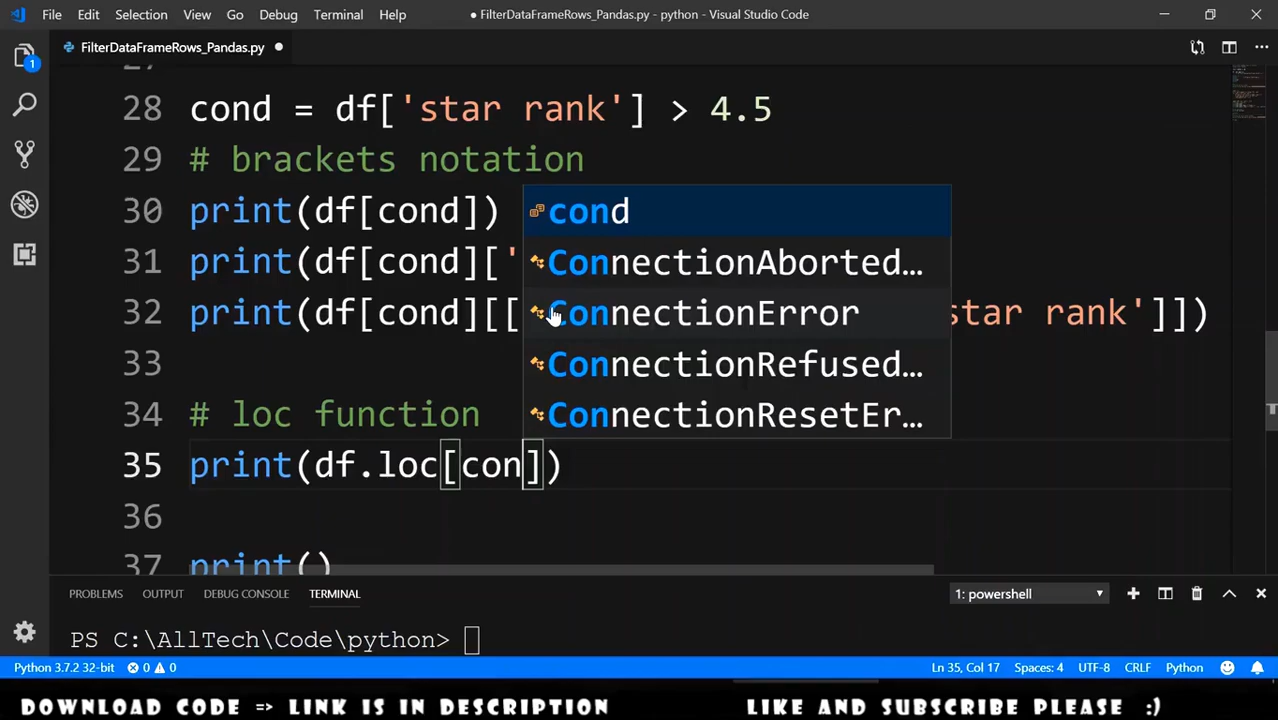 File Edit Selection View Go Debug Terminal Help ● FilterDataFrameRows_Pandas.py - python - Visual Studio Code
FilterDataFrameRows_Pandas.py ●
1
28 cond = df['star rank'] > 4.5
29 # brackets notation
30 print(df[cond])
31 print(df[cond]['
32 print(df[cond][[ star rank']])
33
34 # loc function
35 print(df.loc[con])
36
37 print()
cond
ConnectionAborted…
ConnectionError
ConnectionRefused…
ConnectionResetEr…
PROBLEMS OUTPUT DEBUG CONSOLE TERMINAL 1: powershell
PS C:\AllTech\Code\python>
Python 3.7.2 32-bit 0 0 Ln 35, Col 17 Spaces: 4 UTF-8 CRLF Python
DOWNLOAD CODE => LINK IS IN DESCRIPTION LIKE AND SUBSCRIBE PLEASE :)